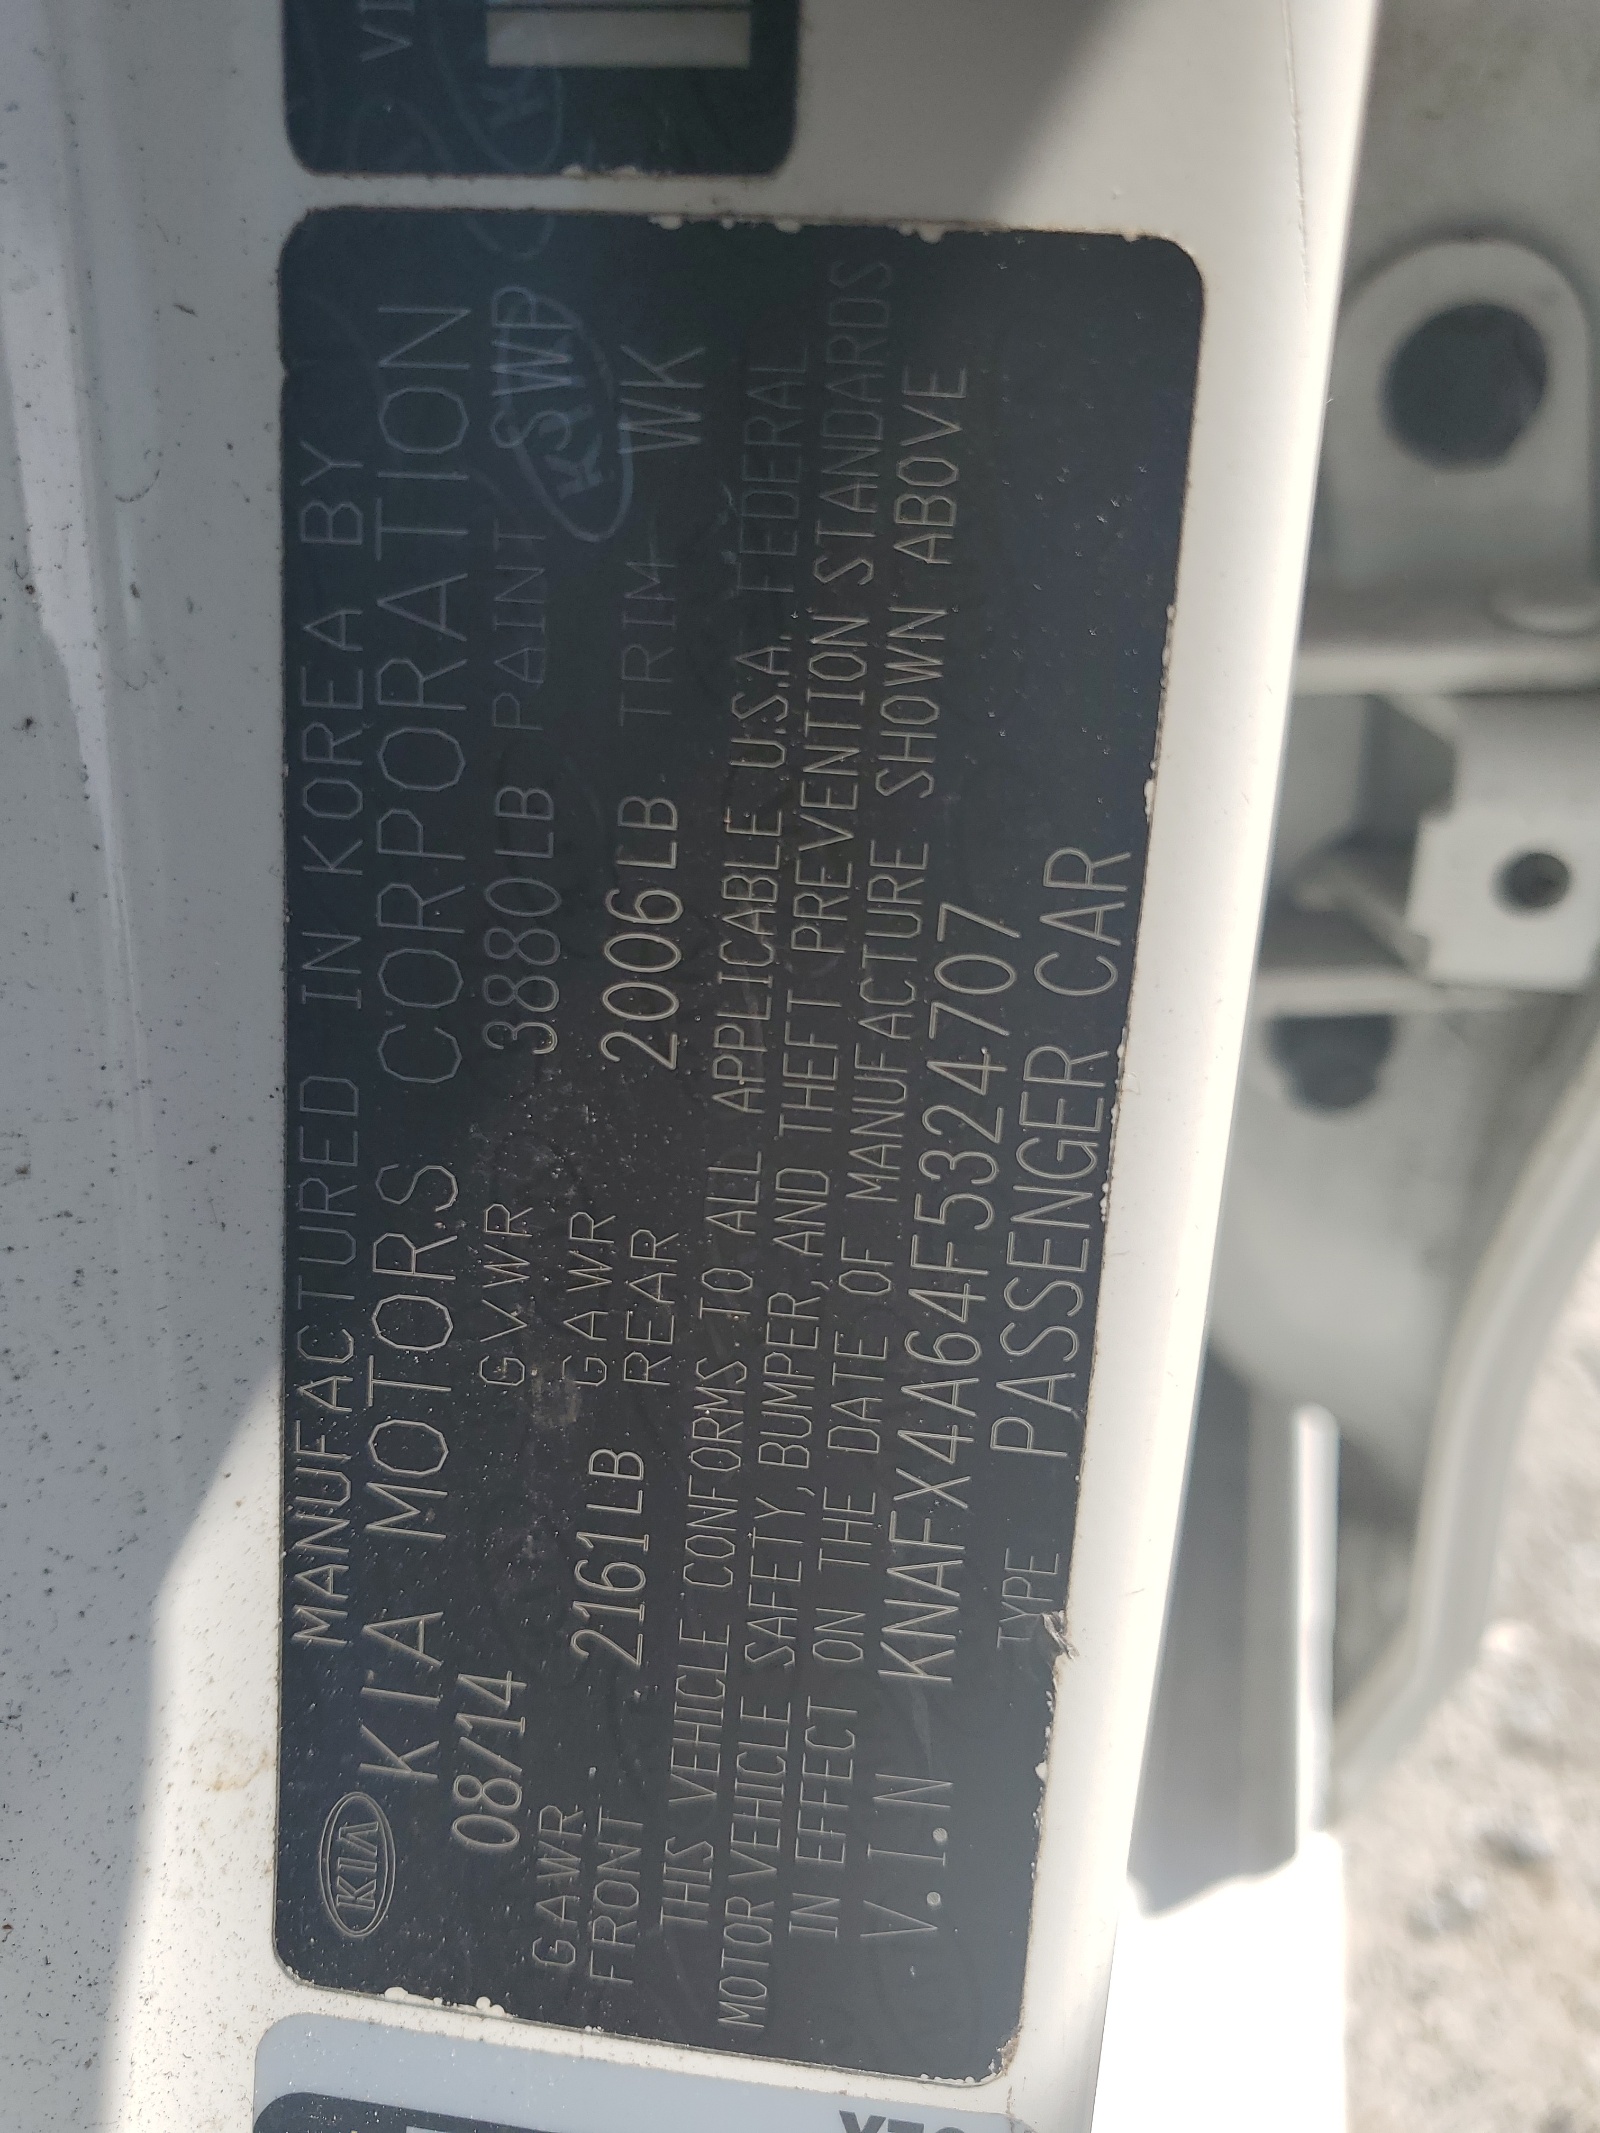 MANUFACTURED IN KOREA BY
KIA KIA MOTORS CORPORATION
08/14 GVWR 3880LB PAINT SWP
GAWR FRONT 2161LB GAWR REAR 2006LB TRIM WK
THIS VEHICLE CONFORMS TO ALL APPLICABLE U.S.A. FEDERAL
MOTOR VEHICLE SAFETY, BUMPER, AND THEFT PREVENTION STANDARDS
IN EFFECT ON THE DATE OF MANUFACTURE SHOWN ABOVE
V.I.N KNAFX4A64F5324707
TYPE PASSENGER CAR